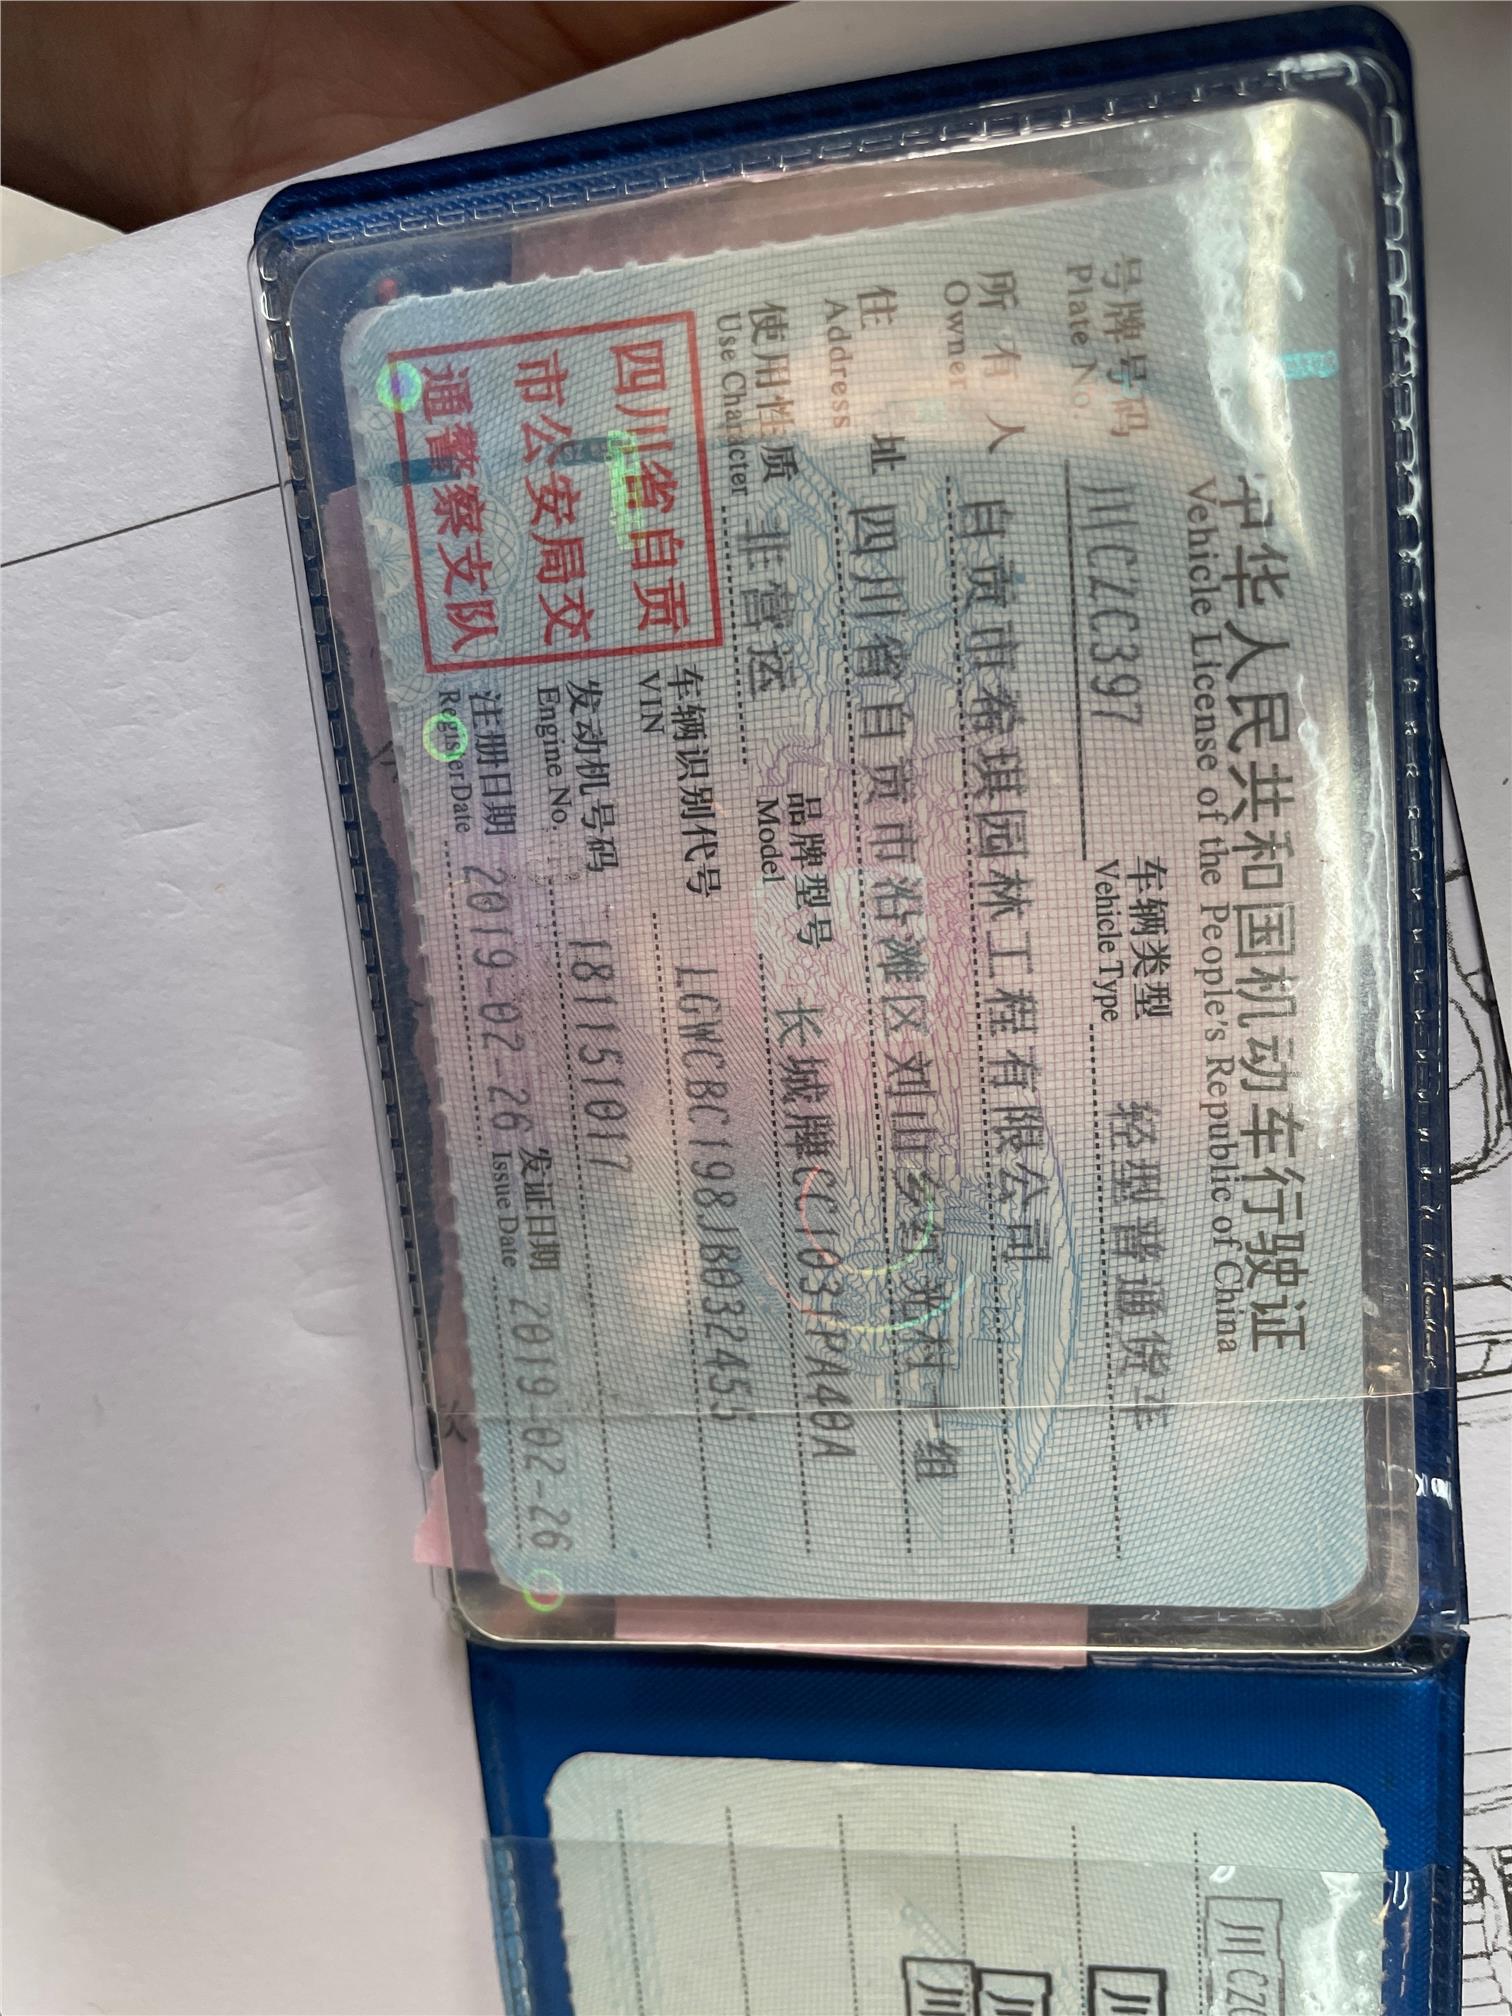 中华人民共和国机动车行驶证
Vehicle License of the People's Republic of China
号牌号码 川CZC397 车辆类型 轻型普通货车
Plate No. Vehicle Type
所有人 自贡市 琪园林工程有限公司
Owner
住址 四川省自贡市沿滩区刘山乡 村一组
Address
使用性质 非营运 品牌型号 长城牌CC1031PA40A
Use Character Model
四川省自贡
市公安局交
通警察支队
车辆识别代号 LGWCBC198JB032455
VIN
发动机号码 181151017
Engine No.
注册日期 2019-02-26 发证日期 2019-02-26
Register Date Issue Date
川CZ
川
川
川